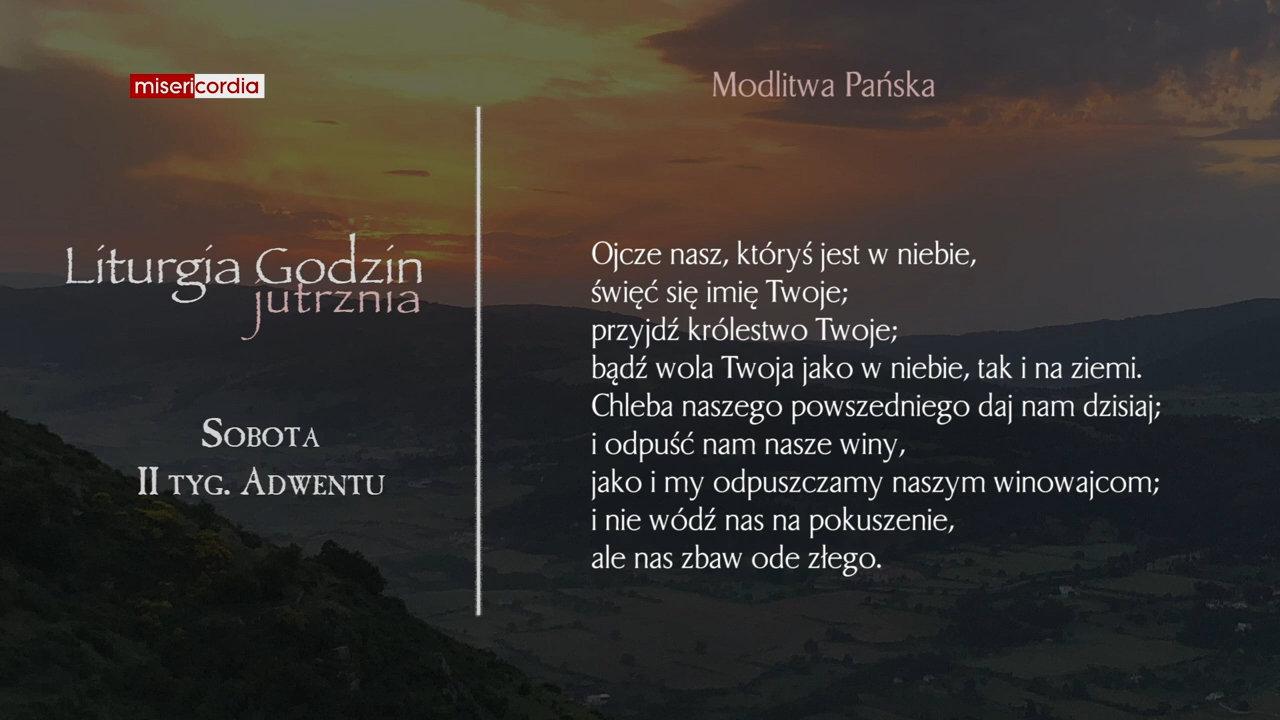 misericordia
Modlitwa Pańska
Liturgia Godzin
jutrznia
Sobota
II tyg. Adwentu
Ojcze nasz, któryś jest w niebie,
święć się imię Twoje;
przyjdź królestwo Twoje;
bądź wola Twoja jako w niebie, tak i na ziemi.
Chleba naszego powszedniego daj nam dzisiaj;
i odpuść nam nasze winy,
jako i my odpuszczamy naszym winowajcom;
i nie wódź nas na pokuszenie,
ale nas zbaw ode złego.